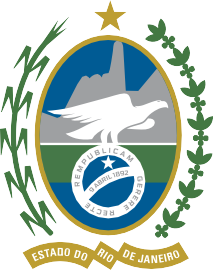 REMPUBLICAM GERERE RECTE
9 ABRIL 1892
ESTADO DO RIO DE JANEIRO